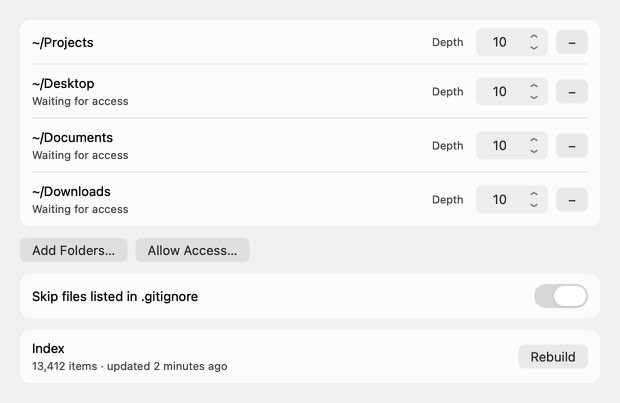 ~/Projects
Depth 10 –
~/Desktop
Waiting for access
Depth 10 –
~/Documents
Waiting for access
Depth 10 –
~/Downloads
Waiting for access
Depth 10 –
Add Folders... Allow Access...
Skip files listed in .gitignore
Index
13,412 items · updated 2 minutes ago
Rebuild